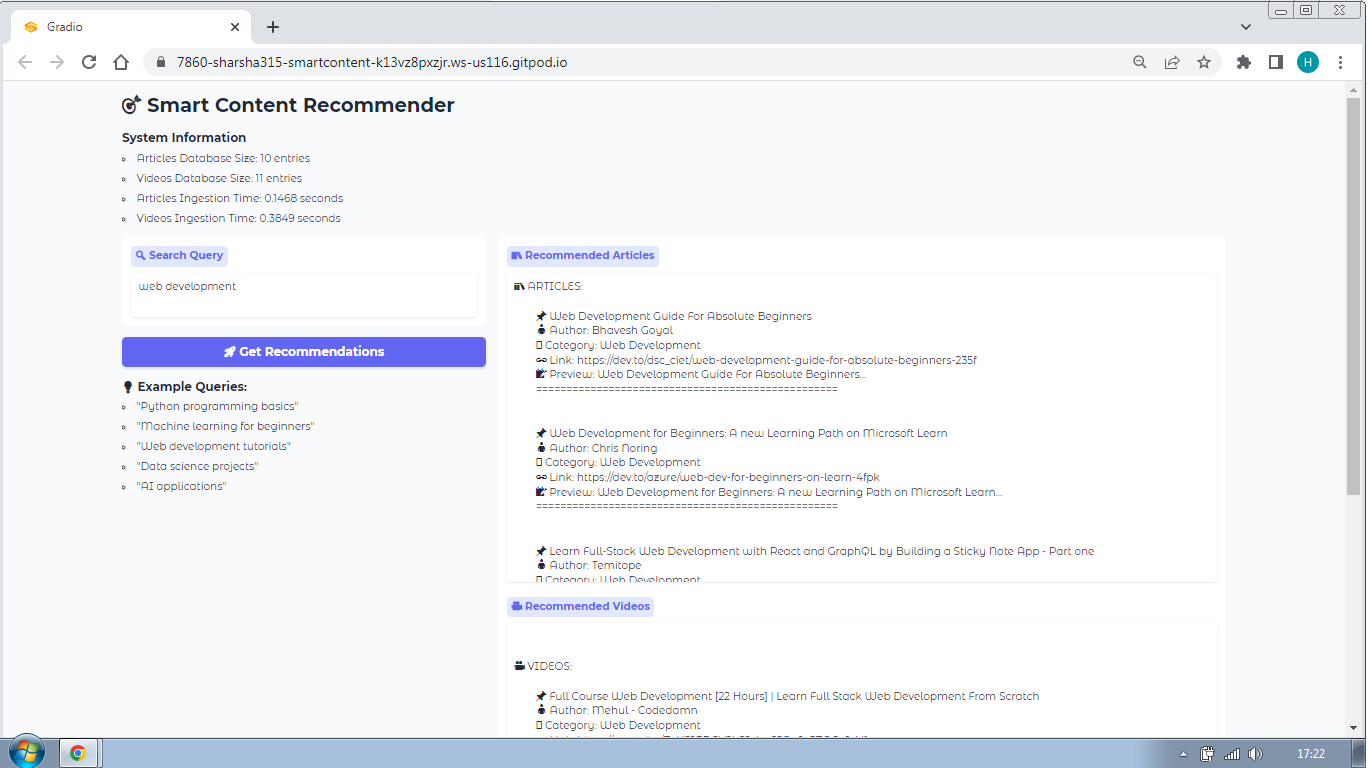 Gradio
7860-sharsha315-smartcontent-k13vz8pxzjr.ws-us116.gitpod.io
H
Smart Content Recommender
System Information
Articles Database Size: 10 entries
Videos Database Size: 11 entries
Articles Ingestion Time: 0.1468 seconds
Videos Ingestion Time: 0.3849 seconds
Search Query
web development
Get Recommendations
Example Queries:
"Python programming basics"
"Machine learning for beginners"
"Web development tutorials"
"Data science projects"
"AI applications"
Recommended Articles
ARTICLES:
Web Development Guide For Absolute Beginners
Author: Bhavesh Goyal
Category: Web Development
Link: https://dev.to/dsc_ciet/web-development-guide-for-absolute-beginners-235f
Preview: Web Development Guide For Absolute Beginners...
==================================================
Web Development for Beginners: A new Learning Path on Microsoft Learn
Author: Chris Noring
Category: Web Development
Link: https://dev.to/azure/web-dev-for-beginners-on-learn-4fpk
Preview: Web Development for Beginners: A new Learning Path on Microsoft Learn...
==================================================
Learn Full-Stack Web Development with React and GraphQL by Building a Sticky Note App - Part one
Author: Temitope
Category: Web Development
Recommended Videos
VIDEOS:
Full Course Web Development [22 Hours] | Learn Full Stack Web Development From Scratch
Author: Mehul - Codedamn
Category: Web Development
17:22